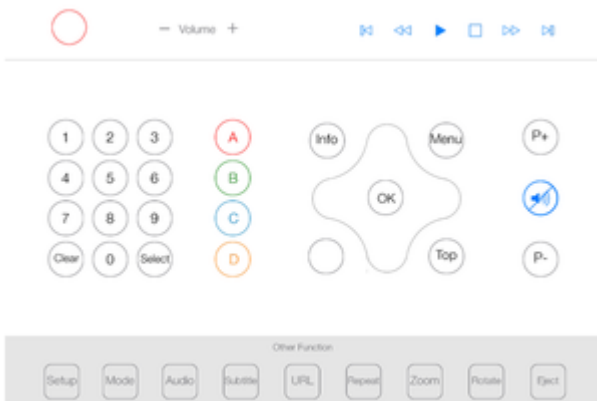 − Volume +
1 2 3 A Info Menu P+
4 5 6 B
OK
7 8 9 C
Clear 0 Select D Top P-
Other Function
Setup Mode Audio Subtitle URL Repeat Zoom Rotate Eject